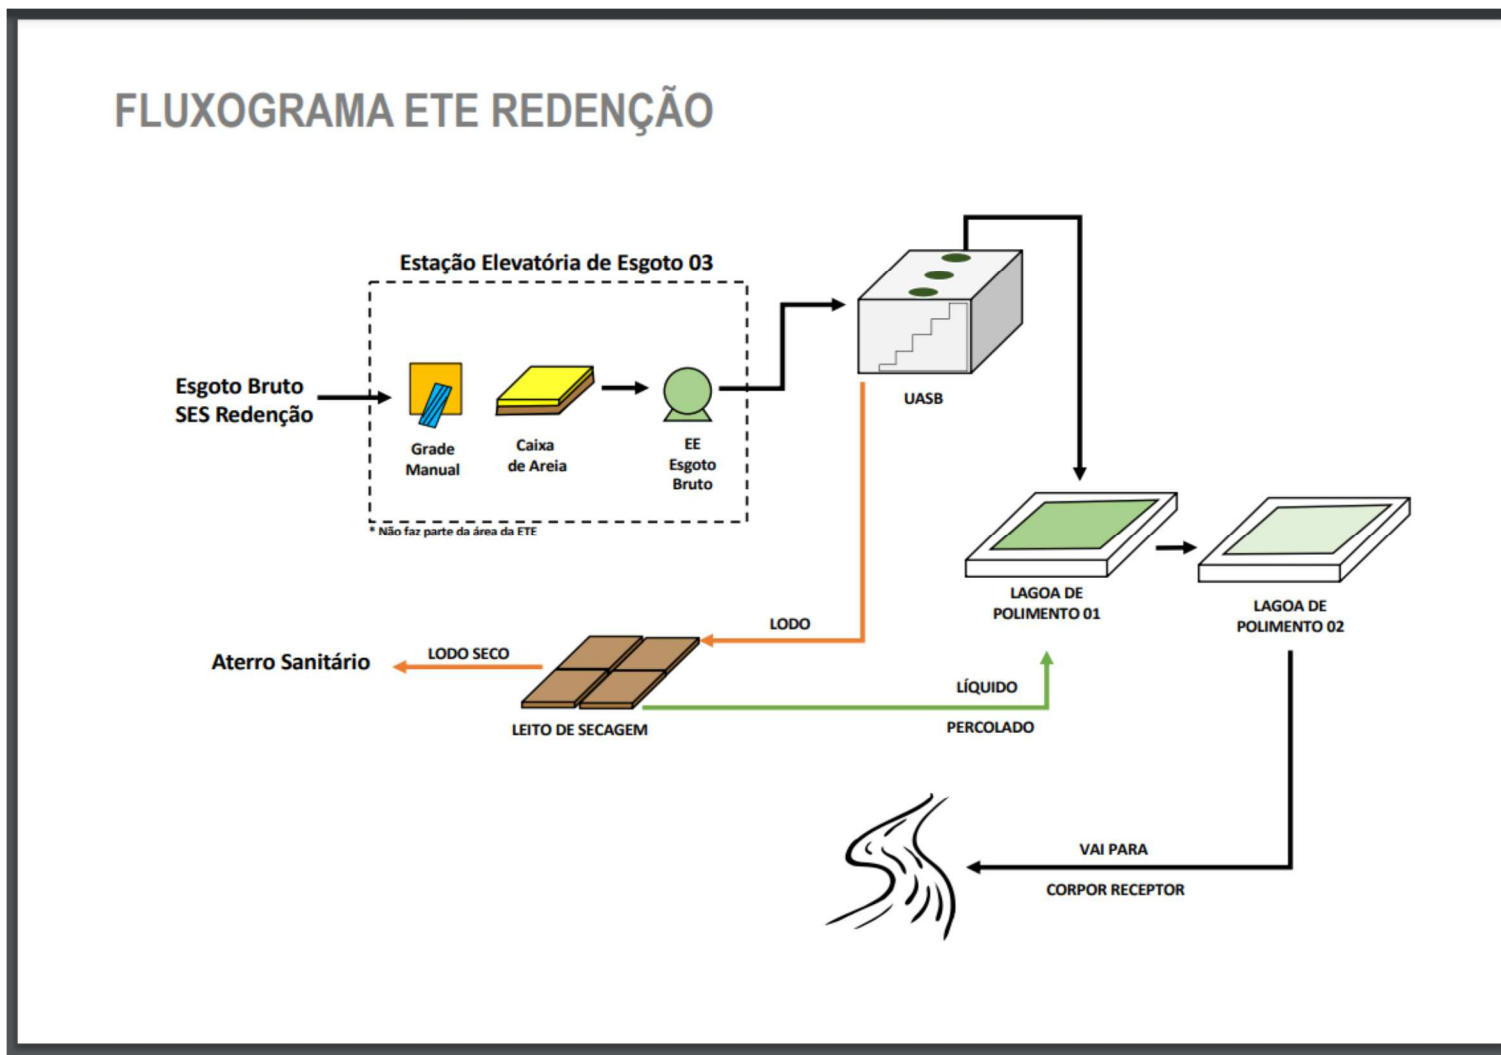 FLUXOGRAMA ETE REDENÇÃO
Estação Elevatória de Esgoto 03
Esgoto Bruto
SES Redenção
Grade
Manual
Caixa
de Areia
EE
Esgoto
Bruto
* Não faz parte da área da ETE
UASB
LAGOA DE
POLIMENTO 01
LAGOA DE
POLIMENTO 02
LODO
Aterro Sanitário
LODO SECO
LEITO DE SECAGEM
LÍQUIDO
PERCOLADO
VAI PARA
CORPOR RECEPTOR